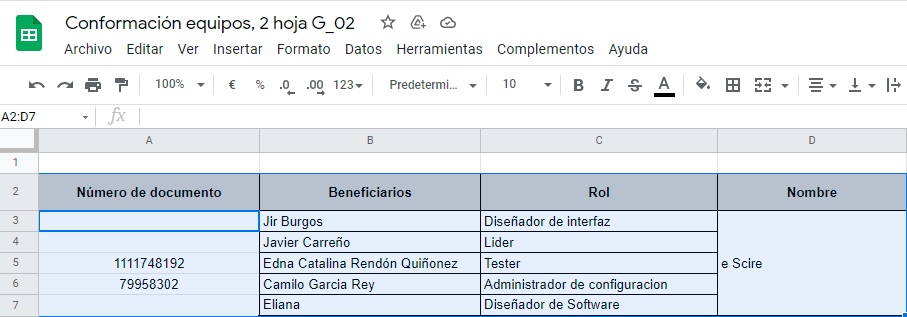 Conformación equipos, 2 hoja G_02
Archivo Editar Ver Insertar Formato Datos Herramientas Complementos Ayuda
100% € % .0 .00 123 Predetermi... 10 B I S A
A2:D7 fx
A B C D
1
2 Número de documento Beneficiarios Rol Nombre
3 Jir Burgos Diseñador de interfaz
4 Javier Carreño Lider
5 1111748192 Edna Catalina Rendón Quiñonez Tester e Scire
6 79958302 Camilo Garcia Rey Administrador de configuracion
7 Eliana Diseñador de Software